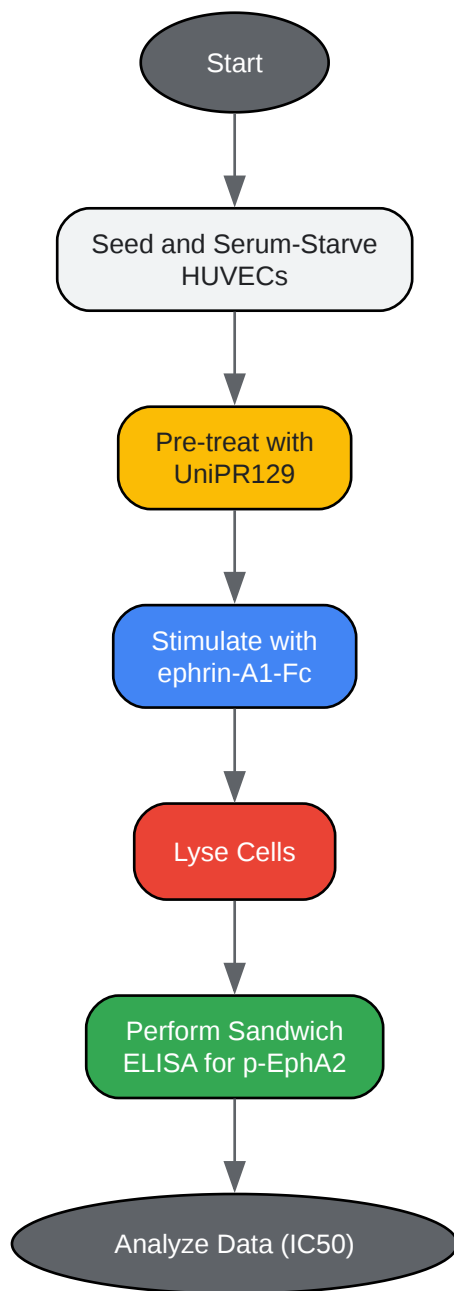 Start
Seed and Serum-Starve
HUVECs
Pre-treat with
UniPR129
Stimulate with
ephrin-A1-Fc
Lyse Cells
Perform Sandwich
ELISA for p-EphA2
Analyze Data (IC50)